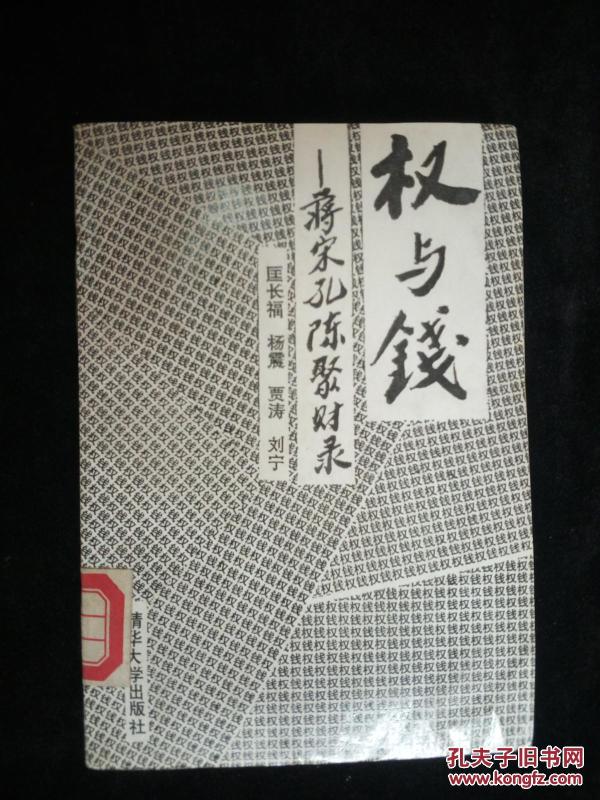 权与錢
—蒋宋孔陈聚财录
匡长福 杨震 贾涛 刘宁
清华大学出版社
孔夫子旧书网
www.kongfz.com